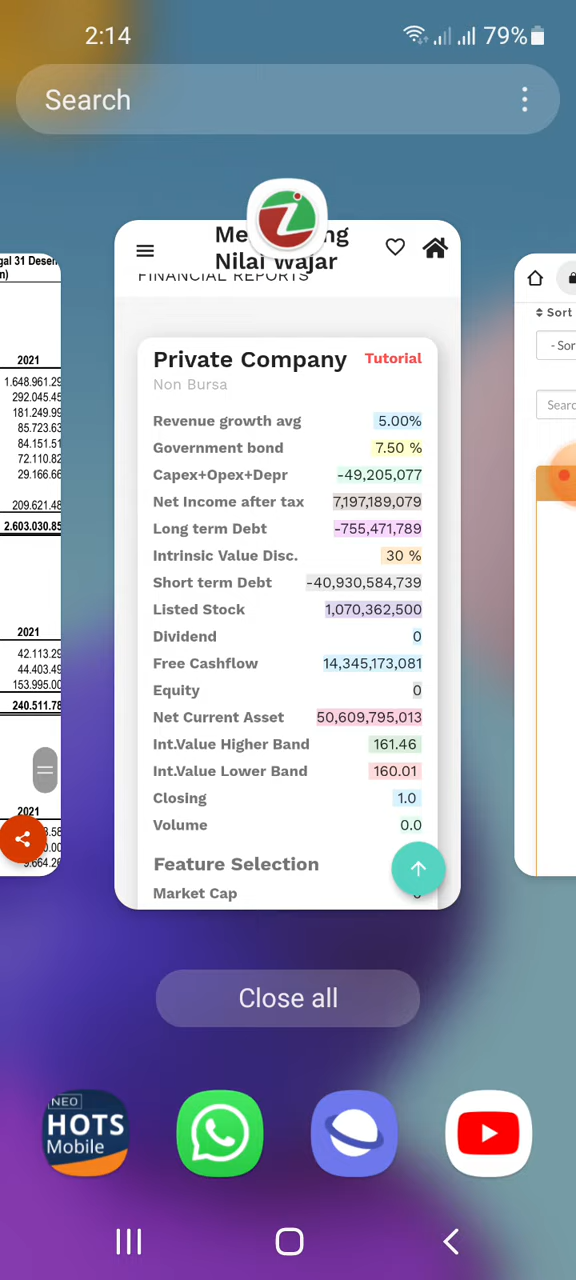 2:14
79%
Search
gal 31 Desen
n)
2021
1.648.961.29
292.045.45
181.249.99
85.723.63
84.151.51
72.110.82
29.166.66
209.621.48
2.603.030.85
2021
42.113.29
44.403.49
153.995.00
240.511.78
2021
Nilai Wajar
FINANCIAL REPORTS
Private Company Tutorial
Non Bursa
Revenue growth avg 5.00%
Government bond 7.50 %
Capex+Opex+Depr -49,205,077
Net Income after tax 7,197,189,079
Long term Debt -755,471,789
Intrinsic Value Disc. 30 %
Short term Debt -40,930,584,739
Listed Stock 1,070,362,500
Dividend 0
Free Cashflow 14,345,173,081
Equity 0
Net Current Asset 50,609,795,013
Int.Value Higher Band 161.46
Int.Value Lower Band 160.01
Closing 1.0
Volume 0.0
Feature Selection
Market Cap
Sort
- Sor
Searc
Close all
NEO
HOTS
Mobile